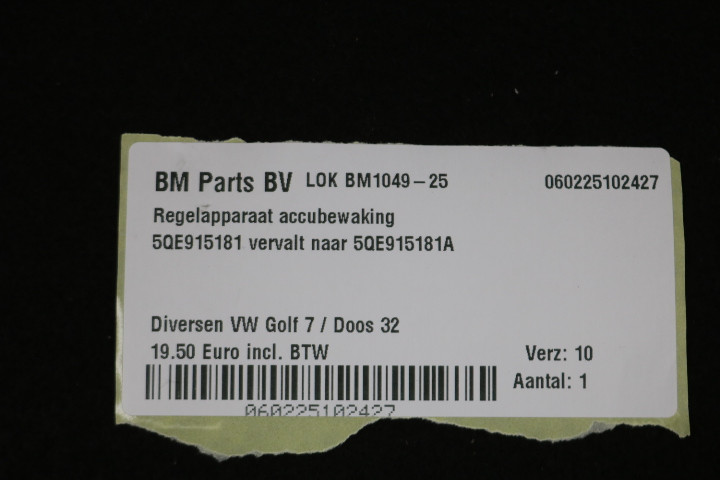 BM Parts BV LOK BM1049-25 060225102427
Regelapparaat accubewaking
5QE915181 vervalt naar 5QE915181A
Diversen VW Golf 7 / Doos 32
19.50 Euro incl. BTW Verz: 10
Aantal: 1
060225102427